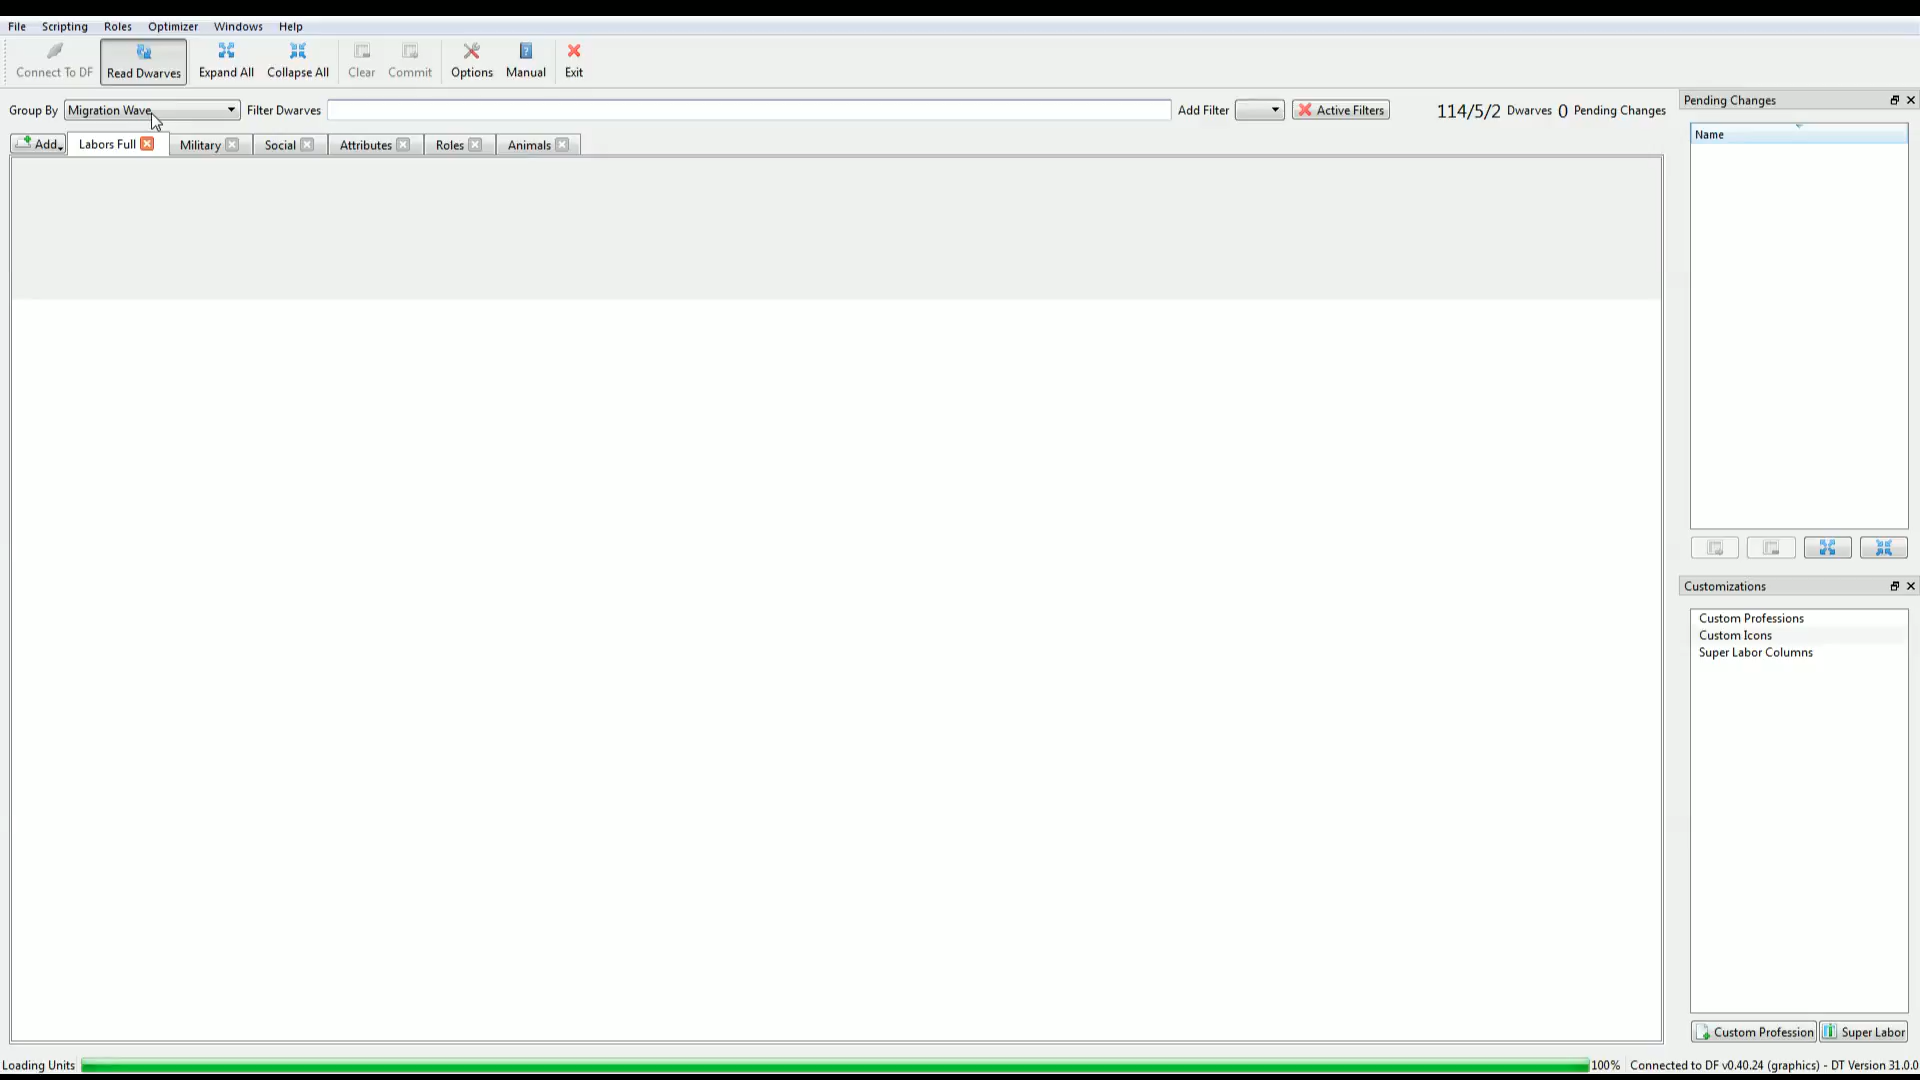 File Scripting Roles Optimizer Windows Help
Connect To DF Read Dwarves Expand All Collapse All Clear Commit Options Manual Exit
Group By Migration Wave Filter Dwarves Add Filter Active Filters 114/5/2 Dwarves 0 Pending Changes
Add Labors Full Military Social Attributes Roles Animals
Pending Changes
Name
Customizations
Custom Professions
Custom Icons
Super Labor Columns
Custom Profession Super Labor
Loading Units 100% Connected to DF v0.40.24 (graphics) - DT Version 31.0.0